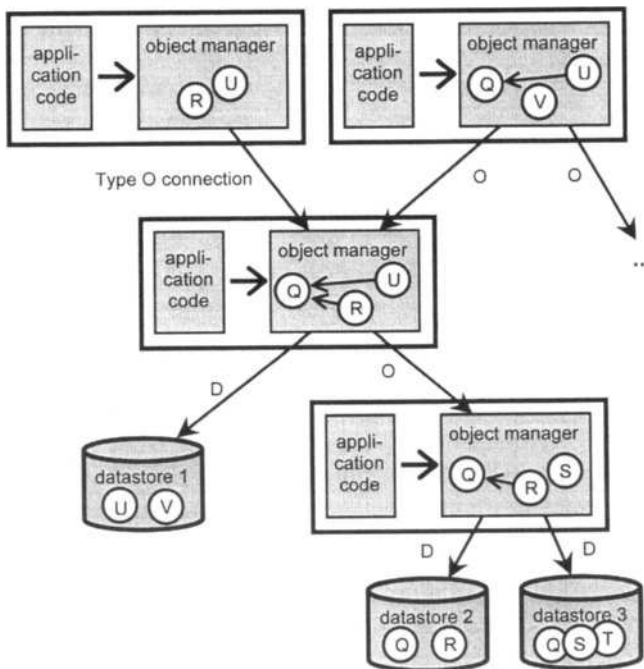 appli-
cation
code
object manager
R
U
appli-
cation
code
object manager
Q
U
V
Type O connection
O
O
...
appli-
cation
code
object manager
Q
U
R
D
O
datastore 1
U
V
appli-
cation
code
object manager
Q
R
S
D
D
datastore 2
Q
R
datastore 3
Q
S
T